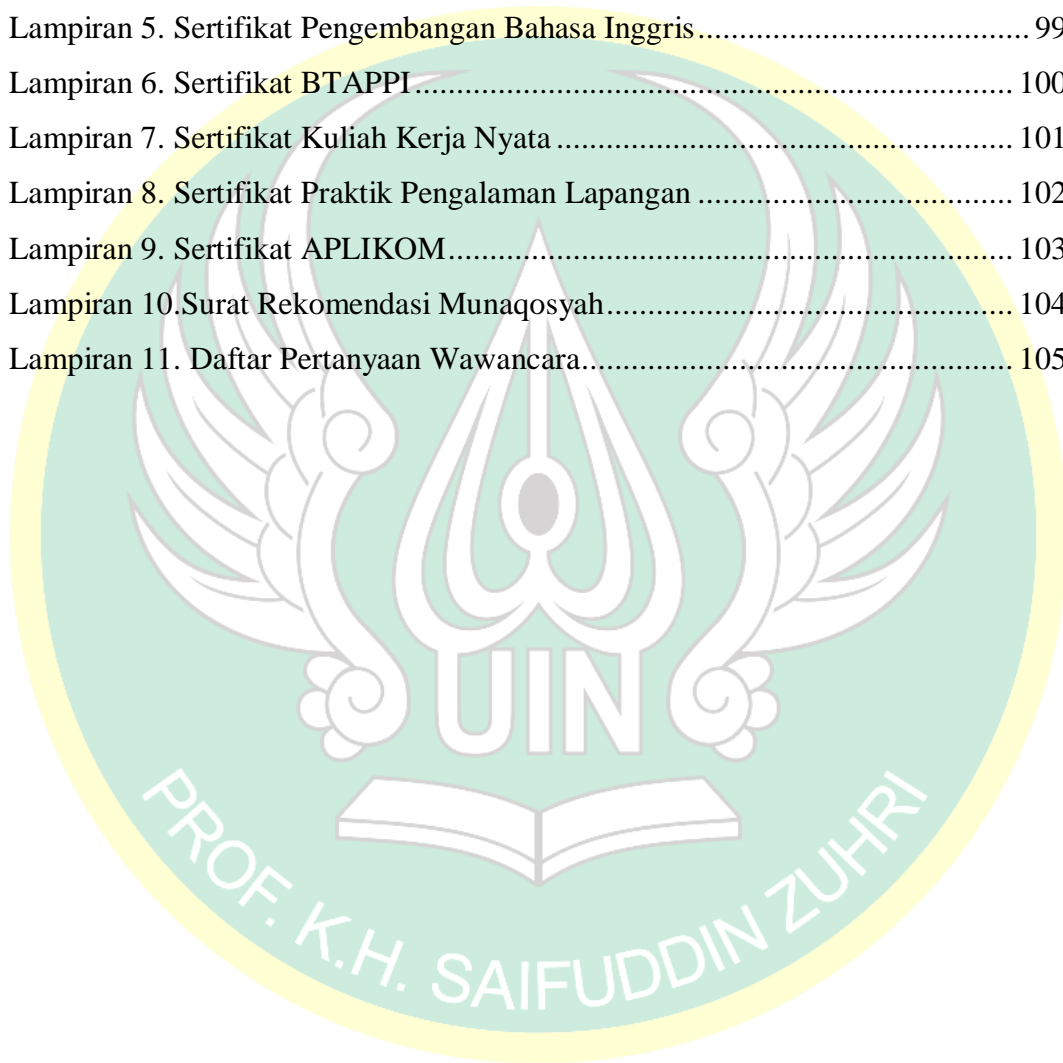 Lampiran 5. Sertifikat Pengembangan Bahasa Inggris.................................... 99
Lampiran 6. Sertifikat BTAPPI.................................................................. 100
Lampiran 7. Sertifikat Kuliah Kerja Nyata .................................................. 101
Lampiran 8. Sertifikat Praktik Pengalaman Lapangan .................................. 102
Lampiran 9. Sertifikat APLIKOM.............................................................. 103
Lampiran 10.Surat Rekomendasi Munaqosyah............................................. 104
Lampiran 11. Daftar Pertanyaan Wawancara................................................ 105
UIN
PROF. K.H. SAIFUDDIN ZUHRI